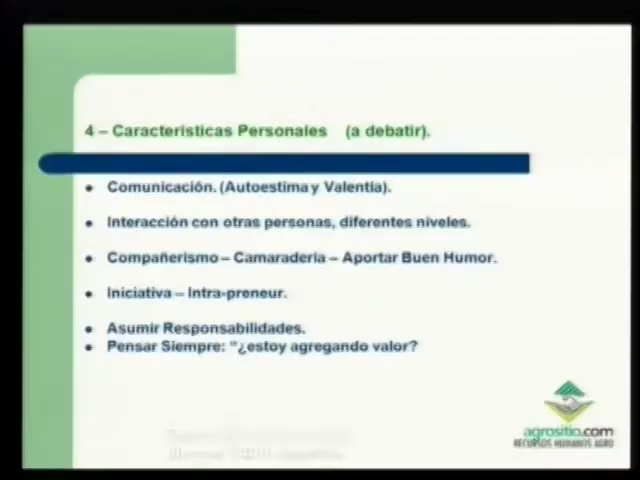 4 – Características Personales (a debatir).
Comunicación. (Autoestima y Valentía).
Interacción con otras personas, diferentes niveles.
Compañerismo – Camaradería – Aportar Buen Humor.
Iniciativa – Intra-preneur.
Asumir Responsabilidades.
Pensar Siempre: "¿estoy agregando valor?
agrositio.com
RECURSOS HUMANOS AGRO